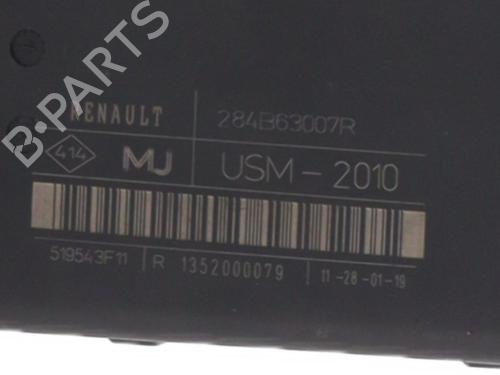 B-PARTS
RENAULT 284B63007R
414 MJ USM-2010
519543F11 R 1352000079 11-28-01-19